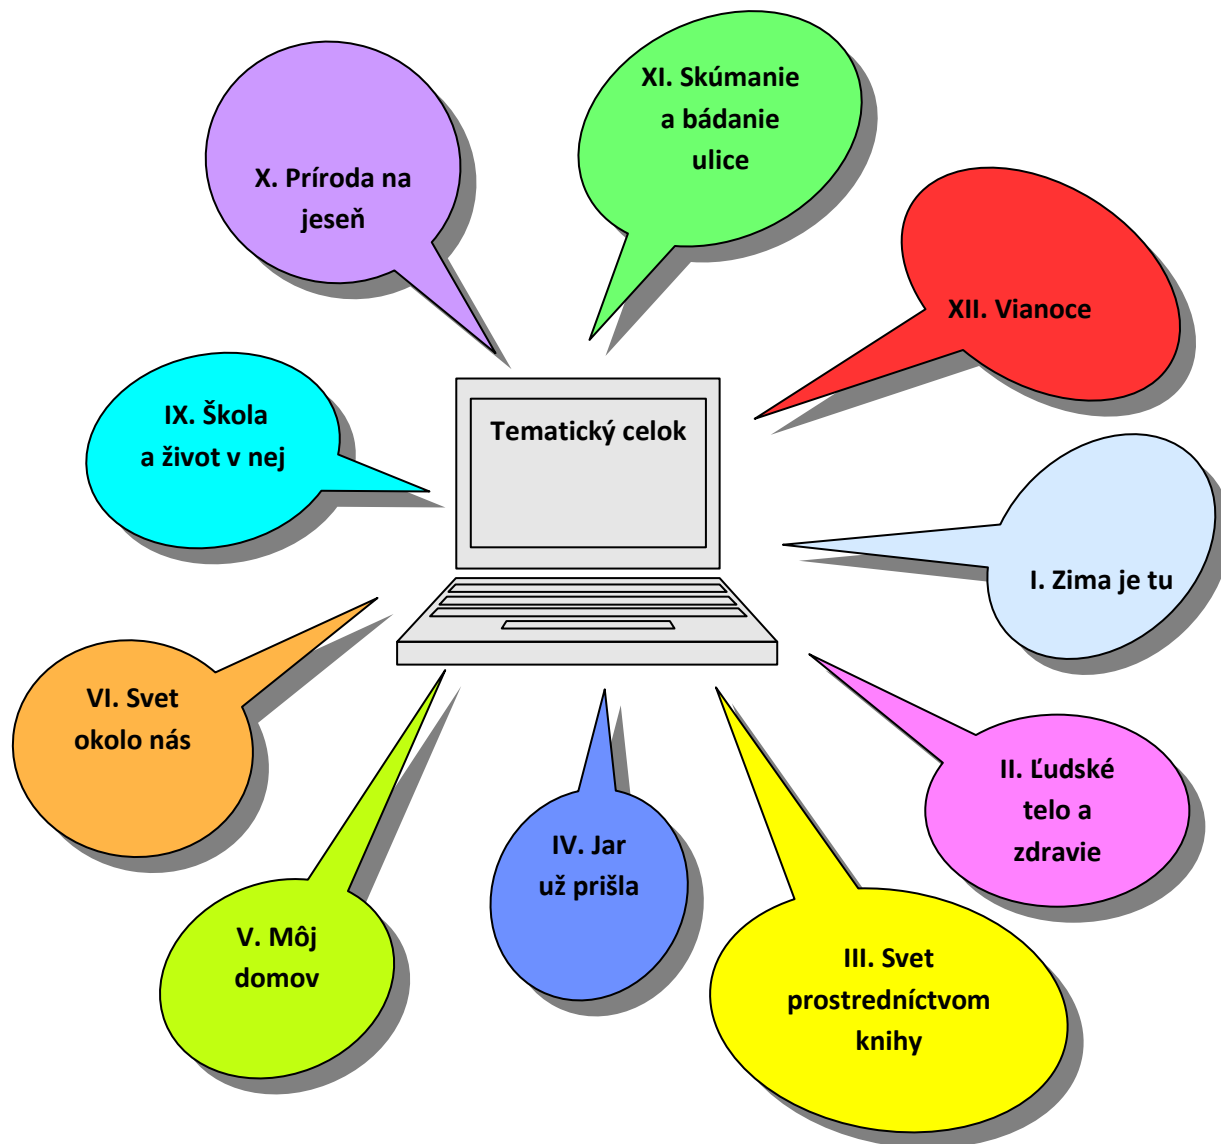 XI. Skúmanie
a bádanie
ulice
X. Príroda na
jeseň
XII. Vianoce
IX. Škola
a život v nej
Tematický celok
I. Zima je tu
VI. Svet
okolo nás
II. Ľudské
telo a
zdravie
IV. Jar
už prišla
V. Môj
domov
III. Svet
prostredníctvom
knihy